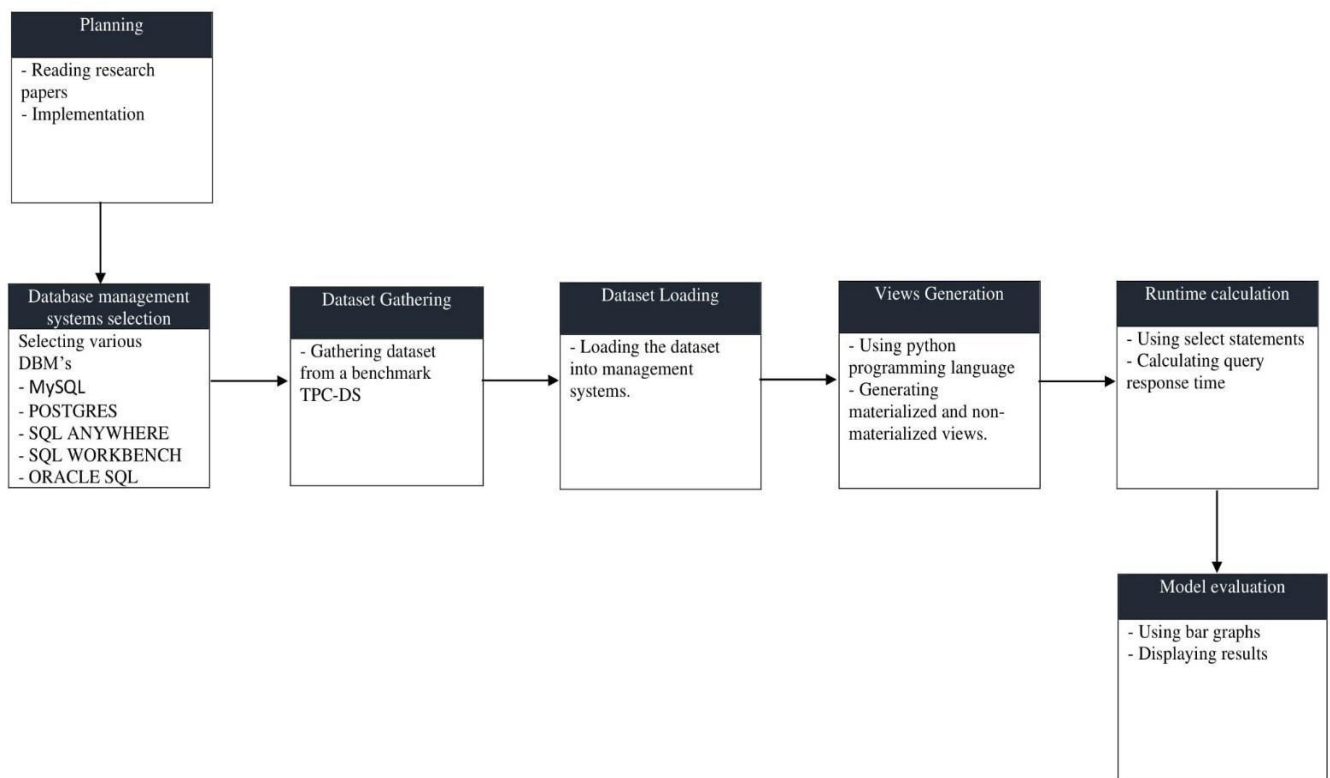 Planning
- Reading research
papers
- Implementation
Database management
systems selection
Selecting various
DBM's
- MySQL
- POSTGRES
- SQL ANYWHERE
- SQL WORKBENCH
- ORACLE SQL
Dataset Gathering
- Gathering dataset
from a benchmark
TPC-DS
Dataset Loading
- Loading the dataset
into management
systems.
Views Generation
- Using python
programming language
- Generating
materialized and non-
materialized views.
Runtime calculation
- Using select statements
- Calculating query
response time
Model evaluation
- Using bar graphs
- Displaying results